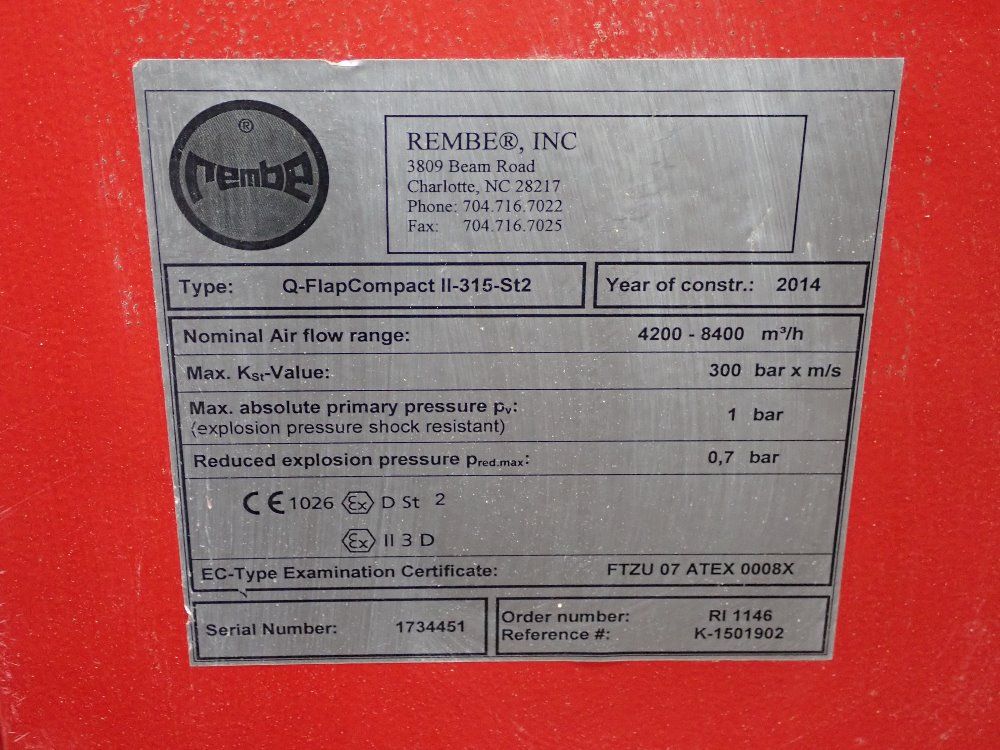 ®
rembe
REMBE®, INC
3809 Beam Road
Charlotte, NC 28217
Phone: 704.716.7022
Fax: 704.716.7025
Type: Q-FlapCompact II-315-St2
Year of constr.: 2014
Nominal Air flow range: 4200 - 8400 m³/h
Max. KSt-Value: 300 bar x m/s
Max. absolute primary pressure pv: 1 bar
(explosion pressure shock resistant)
Reduced explosion pressure pred.max: 0,7 bar
CE 1026 Ex D St 2
Ex II 3 D
EC-Type Examination Certificate: FTZU 07 ATEX 0008X
Serial Number: 1734451
Order number: RI 1146
Reference #: K-1501902